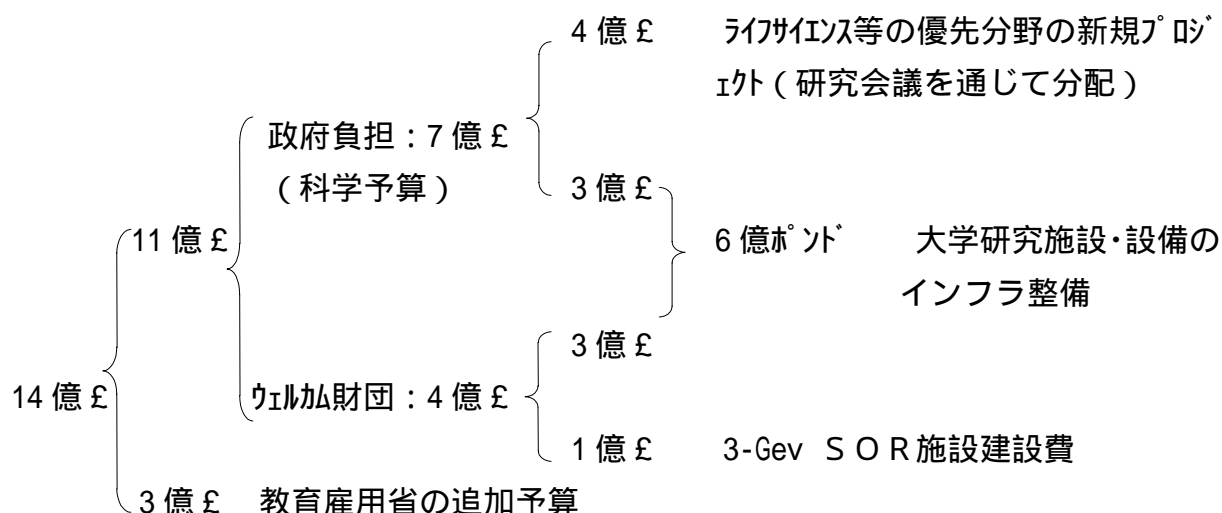 4億£ ﾗｲﾌｻｲｴﾝｽ等の優先分野の新規ﾌﾟﾛｼﾞ
ｪｸﾄ(研究会議を通じて分配)
政府負担:7億£
(科学予算)
3億£
11億£
6億ﾎﾟﾝﾄﾞ 大学研究施設・設備の
インフラ整備
3億£
14億£
ｳｪﾙｶﾑ財団:4億£
1億£ 3-Gev SOR施設建設費
3億£ 教育雇用省の追加予算